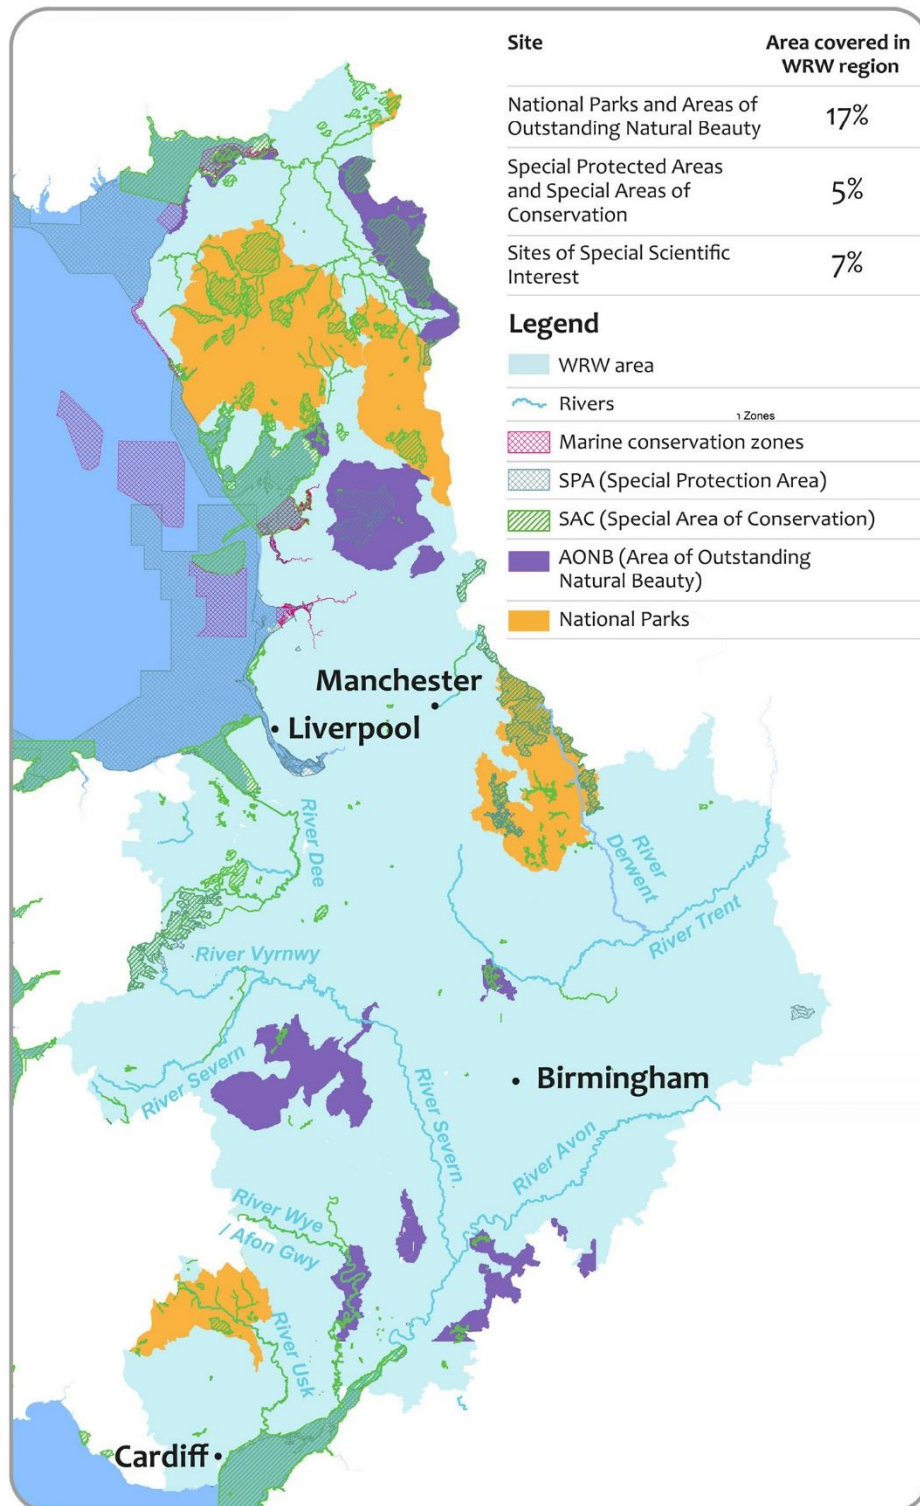 Site
Area covered in
WRW region
National Parks and Areas of
Outstanding Natural Beauty
17%
Special Protected Areas
and Special Areas of
Conservation
5%
Sites of Special Scientific
Interest
7%
Legend
WRW area
Rivers
Zones
Marine conservation zones
SPA (Special Protection Area)
SAC (Special Area of Conservation)
AONB (Area of Outstanding
Natural Beauty)
National Parks
Manchester
Liverpool
River Dee
River
Derwent
River Trent
River Vyrnwy
River Severn
River Severn
Birmingham
River Avon
River Wye
/ Afon Gwy
River Usk
Cardiff